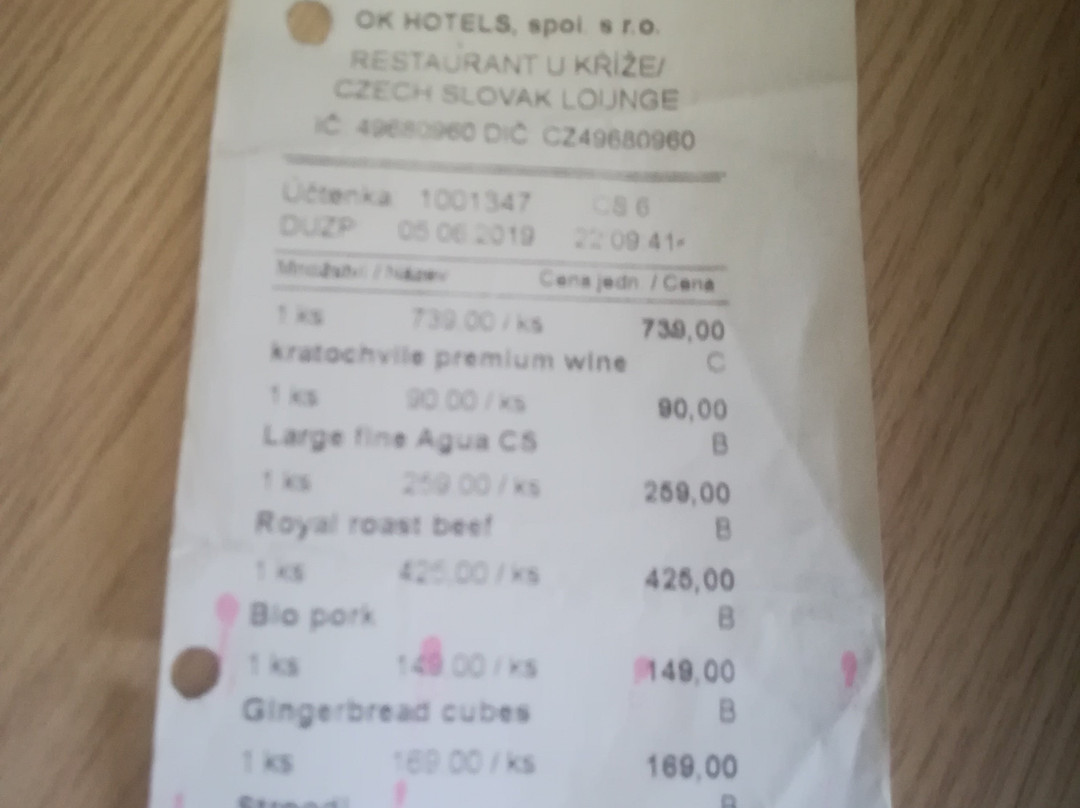 OK HOTELS, spol s r.o.
RESTAURANT U KŘÍŽE/
CZECH SLOVAK LOUNGE
IČ 49680960 DIČ CZ49680960
Účtenka 1001347 CS 6
DUZP 05.06.2019 22:09:41
Množství / Název Cena jedn. / Cena
1 ks 739.00 / ks 739,00
kratochvile premium wine C
1 ks 90.00 / ks 90,00
Large fine Agua CS B
1 ks 259.00 / ks 259,00
Royal roast beef B
1 ks 425.00 / ks 425,00
Bio pork B
1 ks 149.00 / ks 149,00
Gingerbread cubes B
1 ks 169.00 / ks 169,00
B